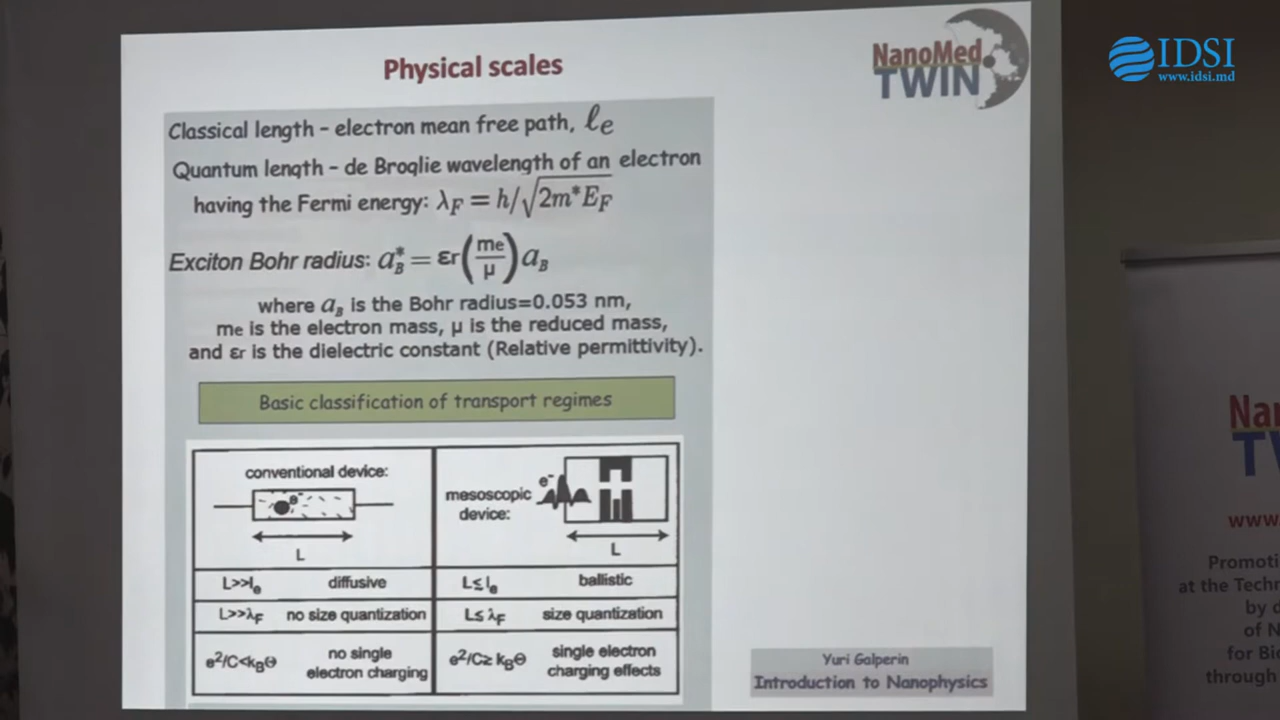 Physical scales
NanoMed
TWIN
IDSI
www.idsi.md
Classical length – electron mean free path, ℓe
Quantum length – de Broglie wavelength of an electron
having the Fermi energy: λF = h/√2m*EF
Exciton Bohr radius: a*B = εr(me/μ)aB
where aB is the Bohr radius=0.053 nm,
me is the electron mass, μ is the reduced mass,
and εr is the dielectric constant (Relative permittivity).
Basic classification of transport regimes
conventional device:
e-
L
mesoscopic
device:
e-
L
L>>le diffusive L≤le ballistic
L>>λF no size quantization L≤λF size quantization
e²/C<kBΘ no single
electron charging
e²/C≥kBΘ single electron
charging effects
Yuri Galperin
Introduction to Nanophysics
Na
T
www.
Promoti
at the Techn
by
of N
for Bio
through